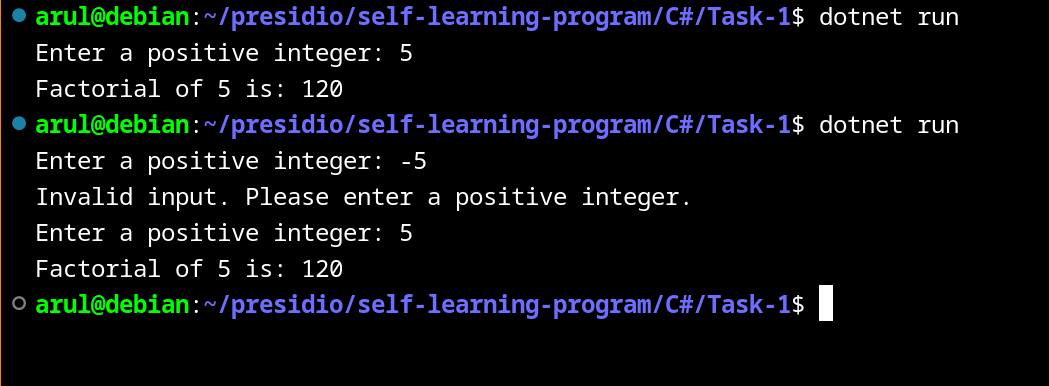 arul@debian:~/presidio/self-learning-program/C#/Task-1$ dotnet run
Enter a positive integer: 5
Factorial of 5 is: 120
arul@debian:~/presidio/self-learning-program/C#/Task-1$ dotnet run
Enter a positive integer: -5
Invalid input. Please enter a positive integer.
Enter a positive integer: 5
Factorial of 5 is: 120
arul@debian:~/presidio/self-learning-program/C#/Task-1$